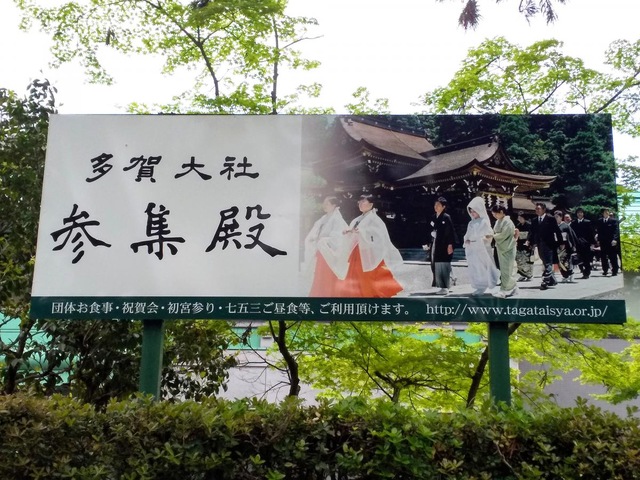 多賀大社
参集殿
団体お食事・祝賀会・初宮参り・七五三ご昼食等、ご利用頂けます。 http://www.tagataisya.or.jp/